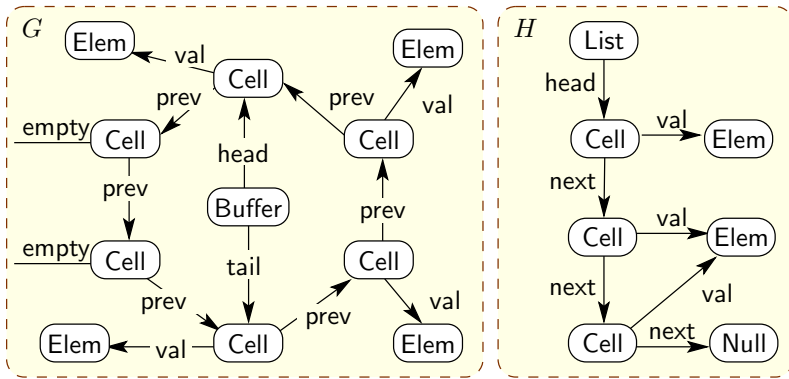 G
Elem
val
Cell
Elem
prev
prev
val
empty
Cell
Cell
head
prev
Buffer
prev
empty
Cell
tail
Cell
prev
prev
val
Elem
val
Cell
Elem
H
List
head
Cell
val
Elem
next
Cell
val
Elem
next
val
Cell
next
Null